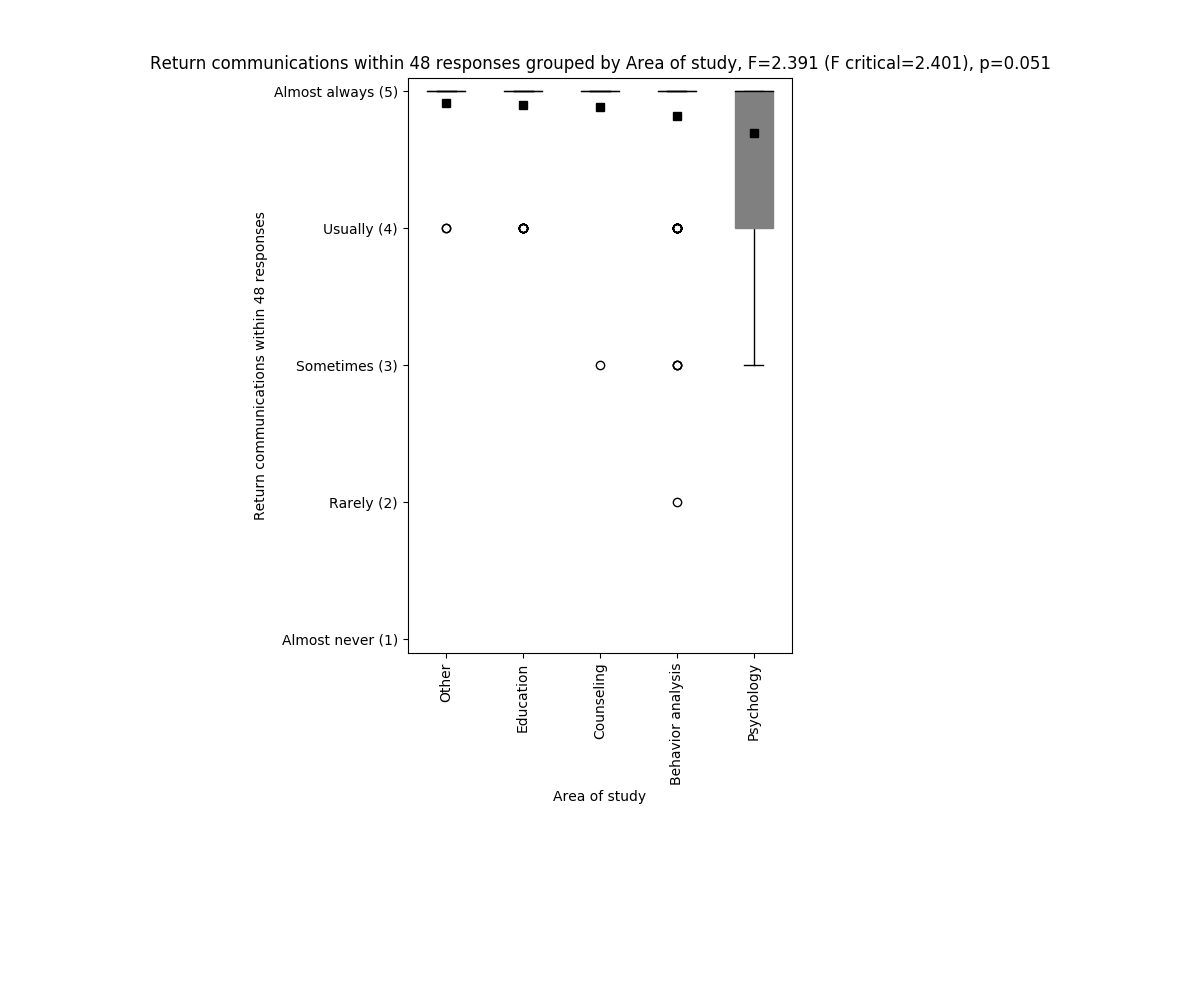 Return communications within 48 responses grouped by Area of study, F=2.391 (F critical=2.401), p=0.051
Almost always (5)
Usually (4)
Sometimes (3)
Rarely (2)
Almost never (1)
Return communications within 48 responses
Other
Education
Counseling
Behavior analysis
Psychology
Area of study